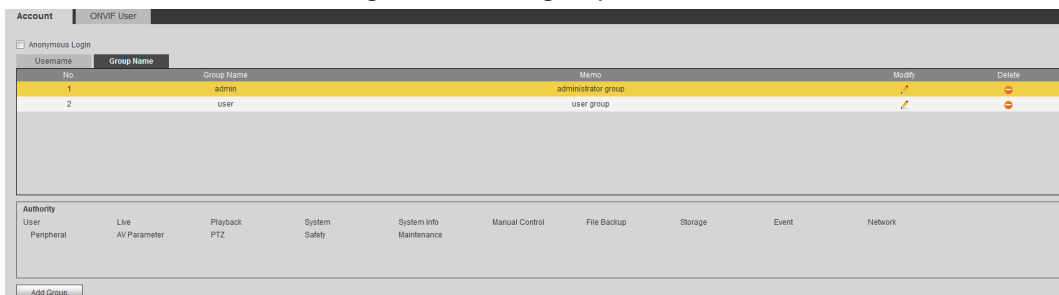 Account ONVIF User
Anonymous Login
Username Group Name
No. Group Name Memo Modify Delete
1 admin administrator group
2 user user group
Authority
User Live Playback System System Info Manual Control File Backup Storage Event Network
Peripheral AV Parameter PTZ Safety Maintenance
Add Group